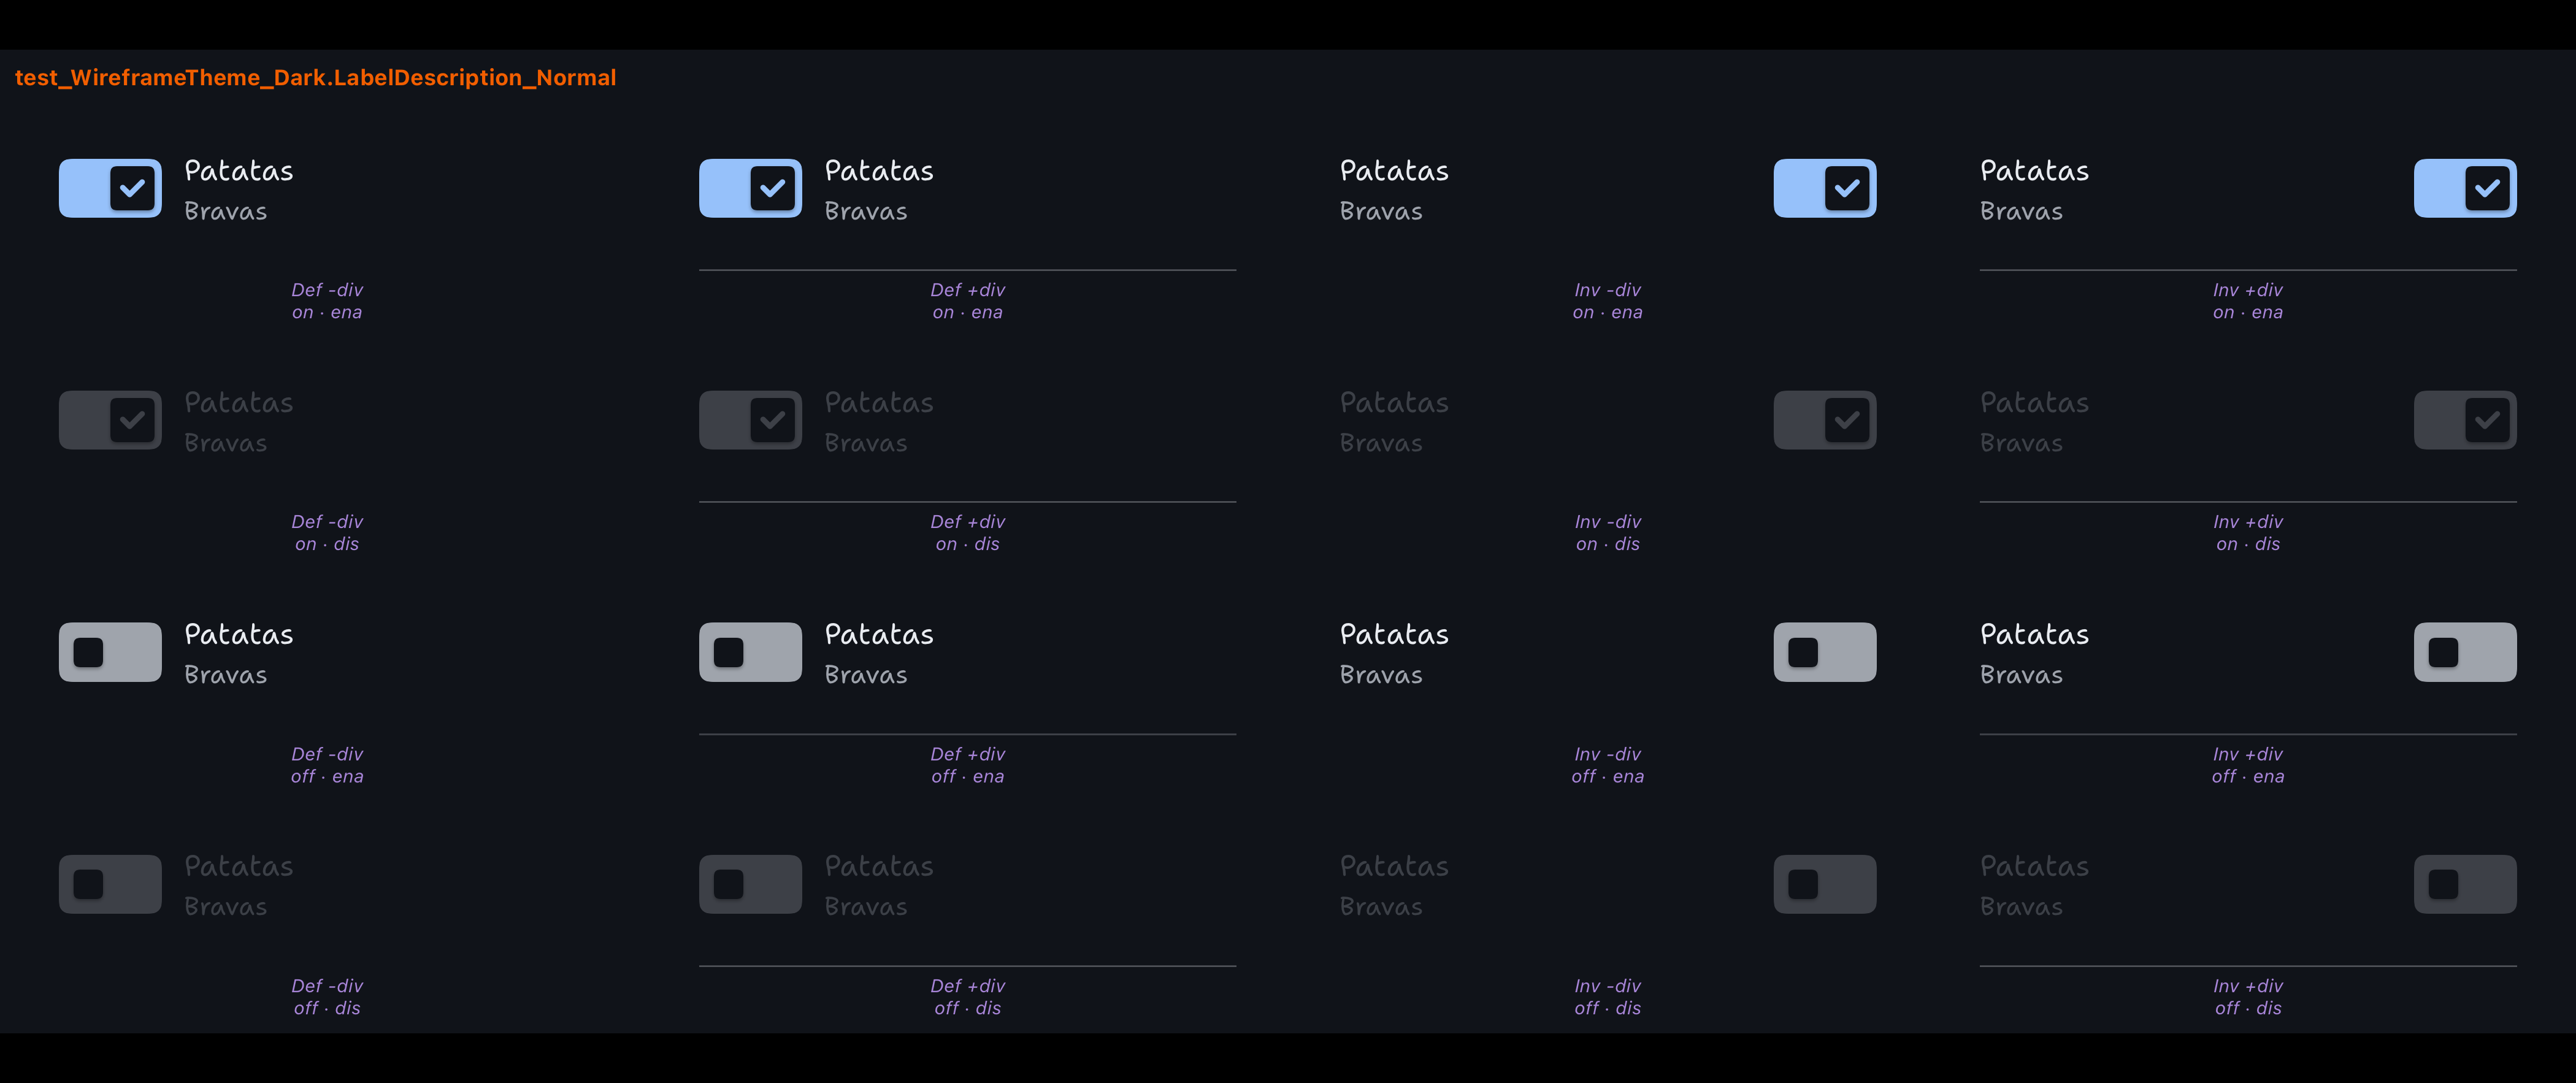 test_WireframeTheme_Dark.LabelDescription_Normal
Patatas
Bravas
Def -div
on · ena
Patatas
Bravas
Def +div
on · ena
Patatas
Bravas
Inv -div
on · ena
Patatas
Bravas
Inv +div
on · ena
Patatas
Bravas
Def -div
on · dis
Patatas
Bravas
Def +div
on · dis
Patatas
Bravas
Inv -div
on · dis
Patatas
Bravas
Inv +div
on · dis
Patatas
Bravas
Def -div
off · ena
Patatas
Bravas
Def +div
off · ena
Patatas
Bravas
Inv -div
off · ena
Patatas
Bravas
Inv +div
off · ena
Patatas
Bravas
Def -div
off · dis
Patatas
Bravas
Def +div
off · dis
Patatas
Bravas
Inv -div
off · dis
Patatas
Bravas
Inv +div
off · dis